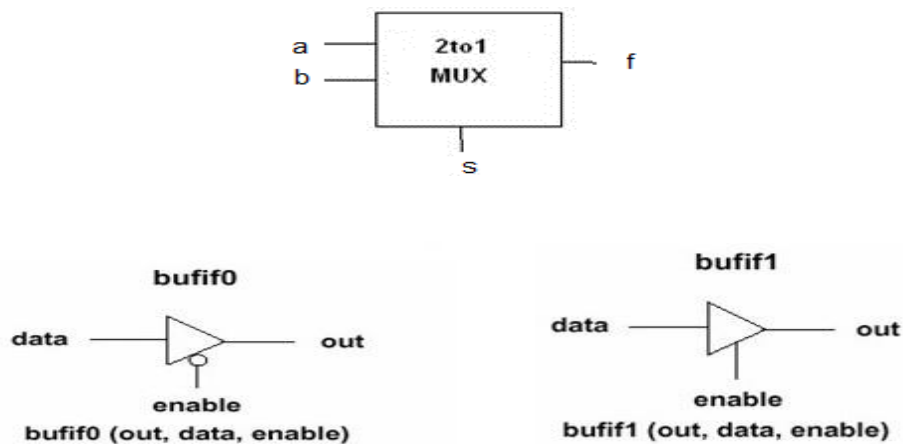 a
2to1
f
b
MUX
s
bufif0
bufif1
data
out
data
out
enable
enable
bufif0 (out, data, enable)
bufif1 (out, data, enable)